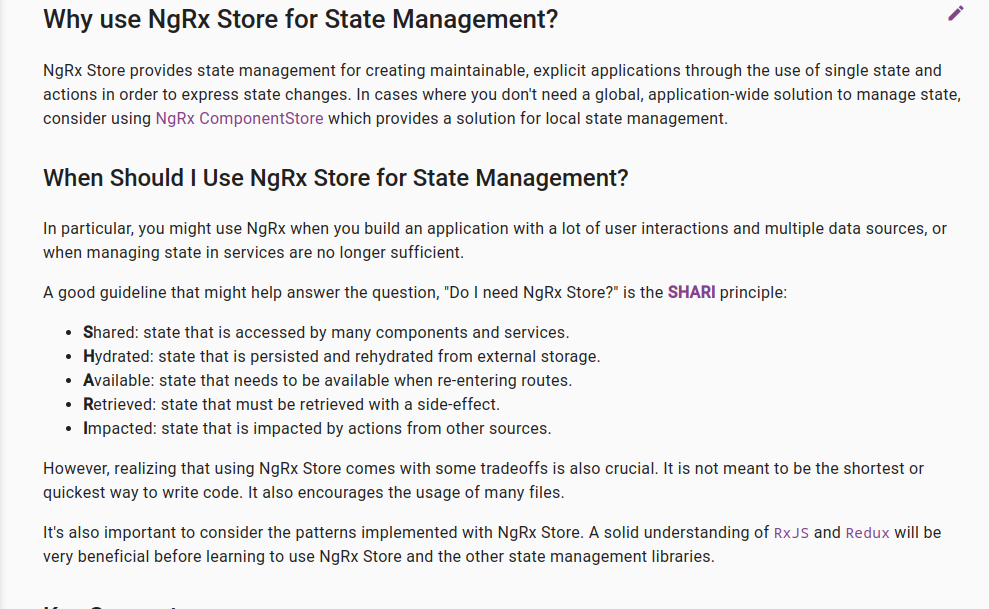 Why use NgRx Store for State Management?
NgRx Store provides state management for creating maintainable, explicit applications through the use of single state and
actions in order to express state changes. In cases where you don't need a global, application-wide solution to manage state,
consider using NgRx ComponentStore which provides a solution for local state management.
When Should I Use NgRx Store for State Management?
In particular, you might use NgRx when you build an application with a lot of user interactions and multiple data sources, or
when managing state in services are no longer sufficient.
A good guideline that might help answer the question, "Do I need NgRx Store?" is the SHARI principle:
• Shared: state that is accessed by many components and services.
• Hydrated: state that is persisted and rehydrated from external storage.
• Available: state that needs to be available when re-entering routes.
• Retrieved: state that must be retrieved with a side-effect.
• Impacted: state that is impacted by actions from other sources.
However, realizing that using NgRx Store comes with some tradeoffs is also crucial. It is not meant to be the shortest or
quickest way to write code. It also encourages the usage of many files.
It's also important to consider the patterns implemented with NgRx Store. A solid understanding of RxJS and Redux will be
very beneficial before learning to use NgRx Store and the other state management libraries.